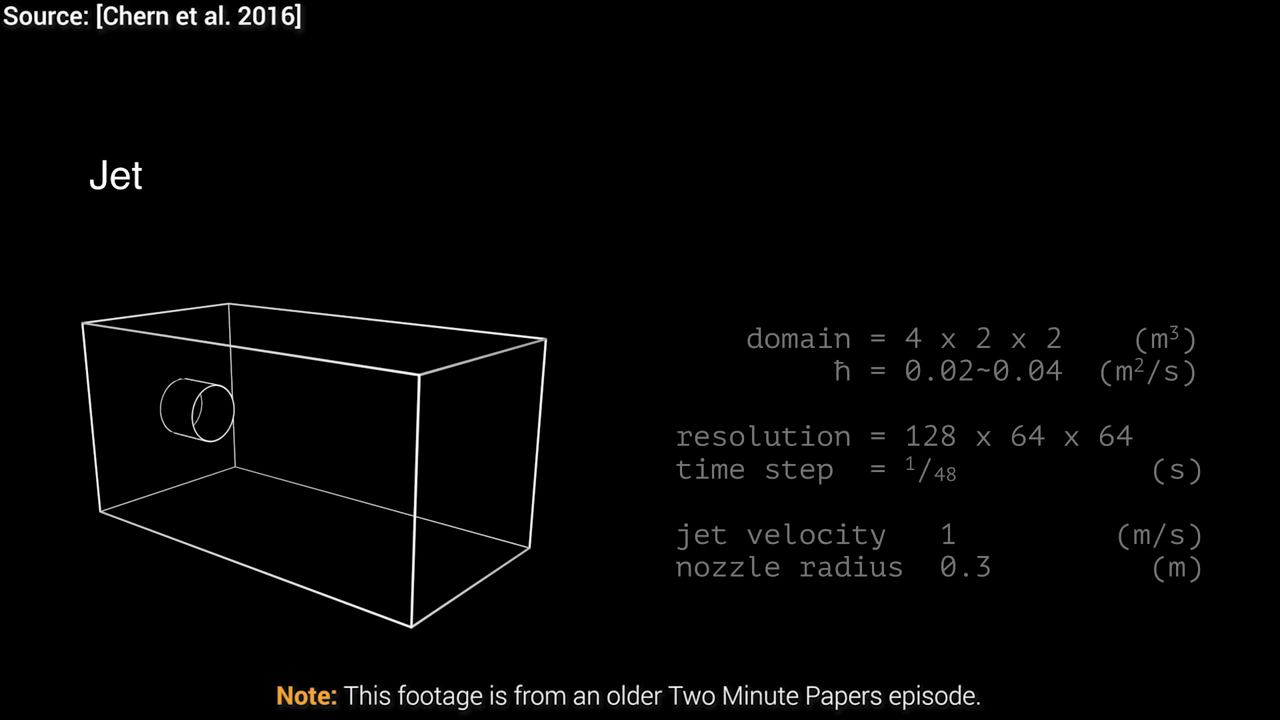 Source: [Chern et al. 2016]
Jet
domain = 4 x 2 x 2 (m³)
ħ = 0.02~0.04 (m²/s)
resolution = 128 x 64 x 64
time step = ¹/₄₈ (s)
jet velocity 1 (m/s)
nozzle radius 0.3 (m)
Note: This footage is from an older Two Minute Papers episode.